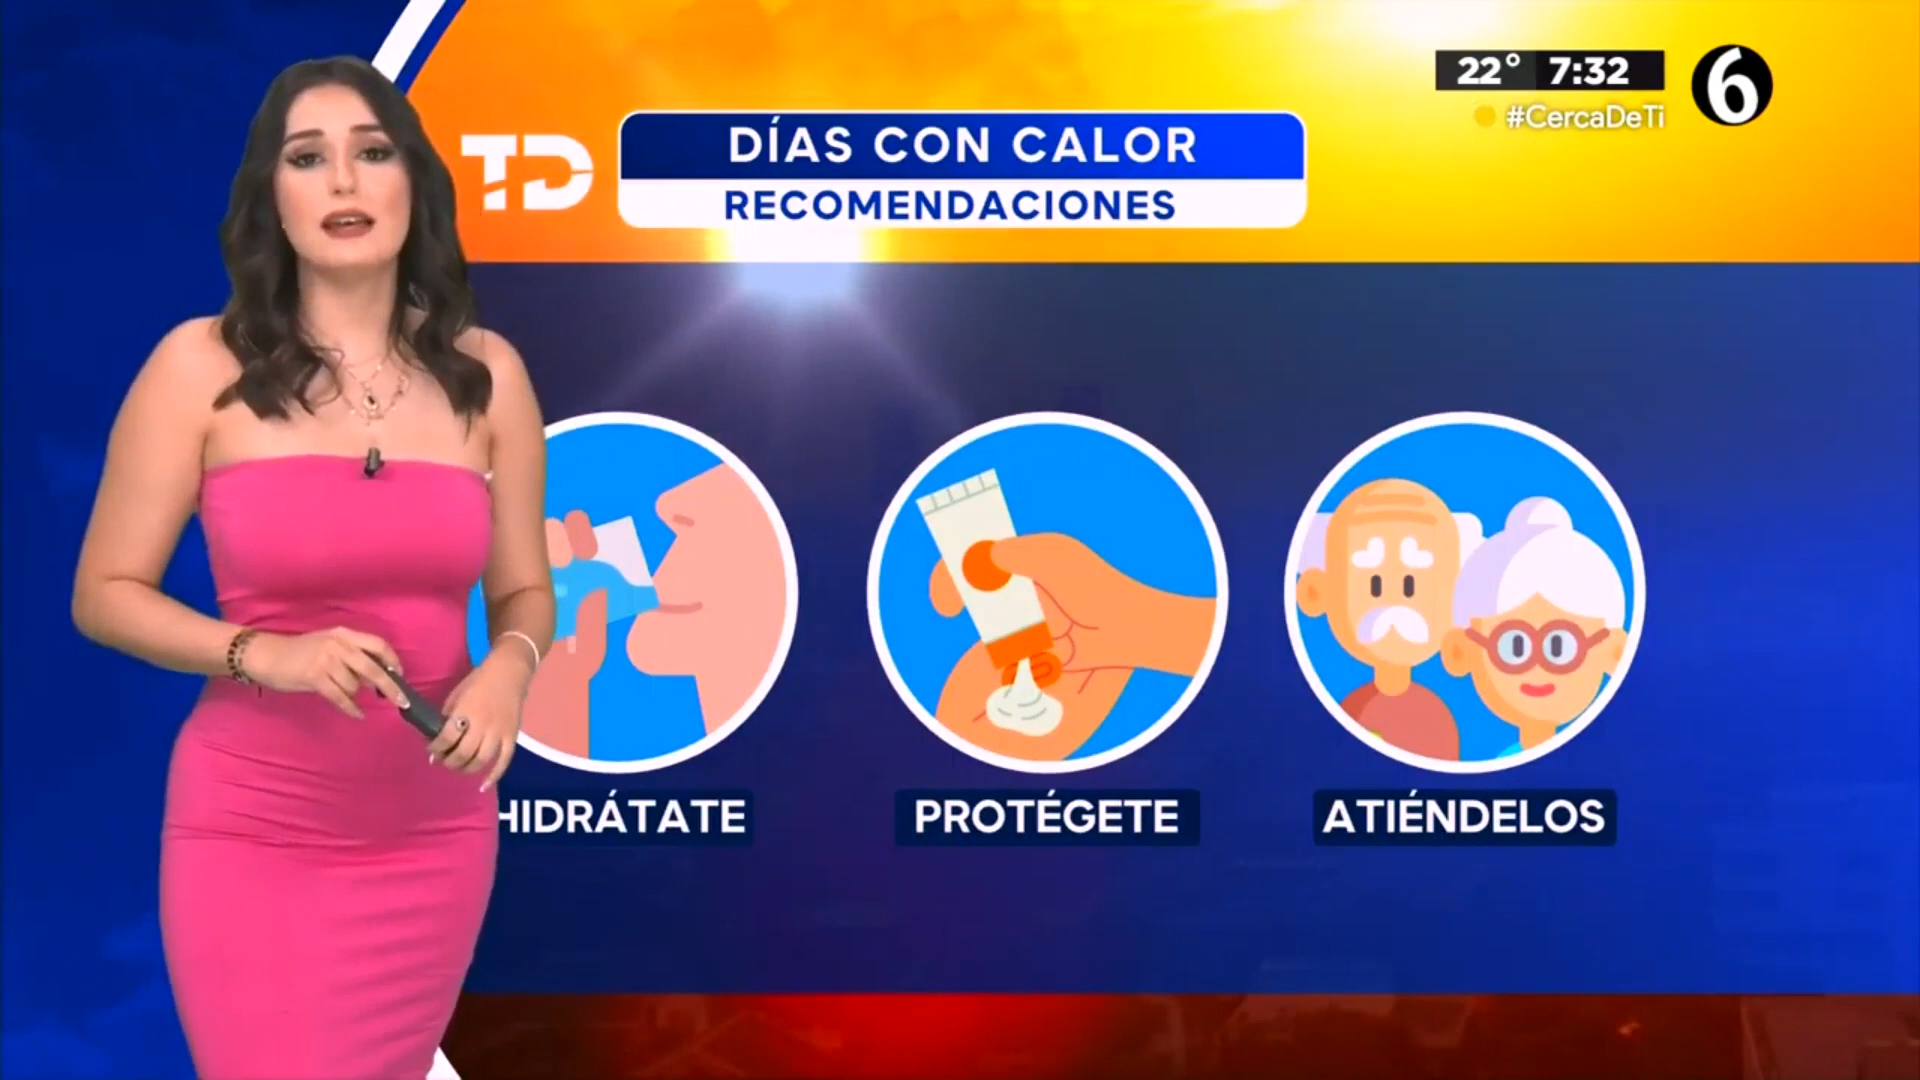 22° 7:32
6
#CercaDeTi
TD
DÍAS CON CALOR
RECOMENDACIONES
HIDRÁTATE
PROTÉGETE
ATIÉNDELOS